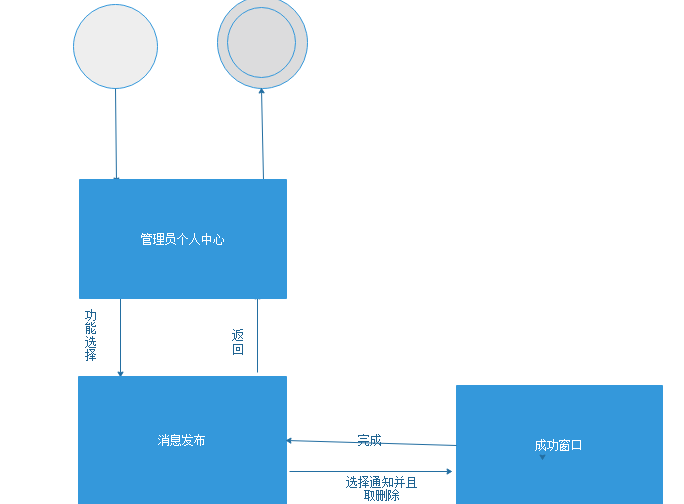 管理员个人中心
功能选择
返回
消息发布
完成
成功窗口
选择通知并且
取删除